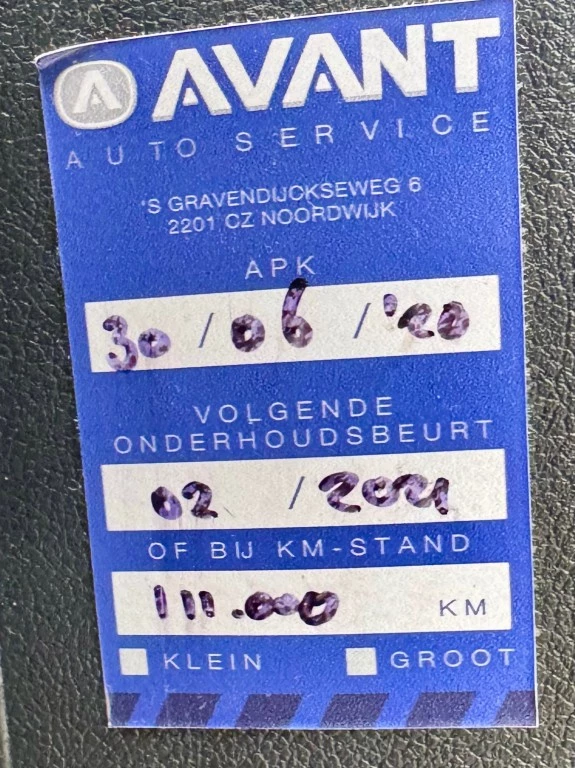 AVANT
AUTO SERVICE
'S GRAVENDIJCKSEWEG 6
2201 CZ NOORDWIJK
APK
30 / 06 / '20
VOLGENDE
ONDERHOUDSBEURT
02 / 2021
OF BIJ KM-STAND
111.000 KM
KLEIN GROOT